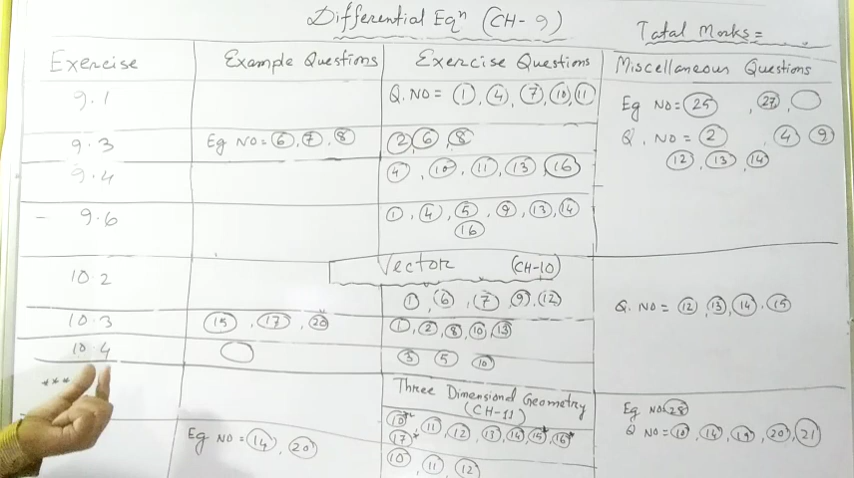 Differential Eqⁿ (CH-9)
Tatal Marks =
Exercise Example Questions Exercise Questions Miscellaneous Questions
9.1 Q.NO = ①, ④, ⑦, ⑩, ⑪ Eg NO = ㉕, ㉗,
9.3 Eg NO = ⑥, ⑦, ⑧ ② ⑥, ⑧ Q. NO = ②, ④ ⑨
⑫, ⑬, ⑭
9.4 ④, ⑩, ⑪, ⑬, ⑯
9.6 ①, ④, ⑤, ⑨, ⑬, ⑭
⑯
Vector (CH-10)
10.2 ①, ⑥, ⑦, ⑨, ⑫ Q. NO = ⑫, ⑬, ⑭, ⑮
10.3 ⑮, ⑰, ⑳ ①, ②, ⑧, ⑩, ⑬
10.4 ③ ⑤ ⑩
***
Three Dimensional Geometry
(CH-11)
Eg NO = ⑭, ⑳ ⑩*, ⑪, ⑫, ⑬, ⑭, ⑮*, ⑯* Eg NO ㉘
⑰* Q NO = ⑩, ⑭, ⑲, ⑳, ㉑
⑩, ⑪, ⑫